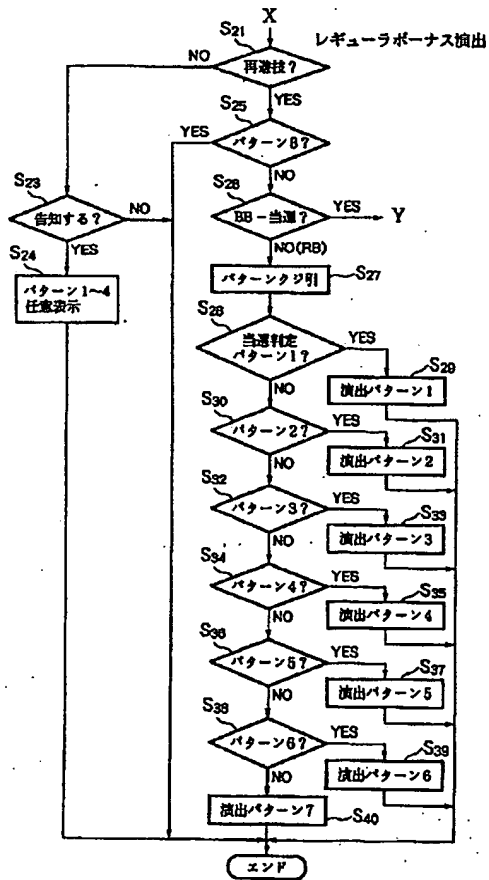 X
レギューラボーナス演出
S21
再遊技?
NO
YES
S25
パターン8?
YES
NO
S23
告知する?
NO
YES
S26
BB-当選?
YES
Y
NO(RB)
S24
パターン1~4
任意表示
パターンクジ引
S27
S28
当選判定
パターン1?
YES
NO
S29
演出パターン1
S30
パターン2?
YES
NO
S31
演出パターン2
S32
パターン3?
YES
NO
S33
演出パターン3
S34
パターン4?
YES
NO
S35
演出パターン4
S36
パターン5?
YES
NO
S37
演出パターン5
S38
パターン6?
YES
NO
S39
演出パターン6
演出パターン7
S40
エンド